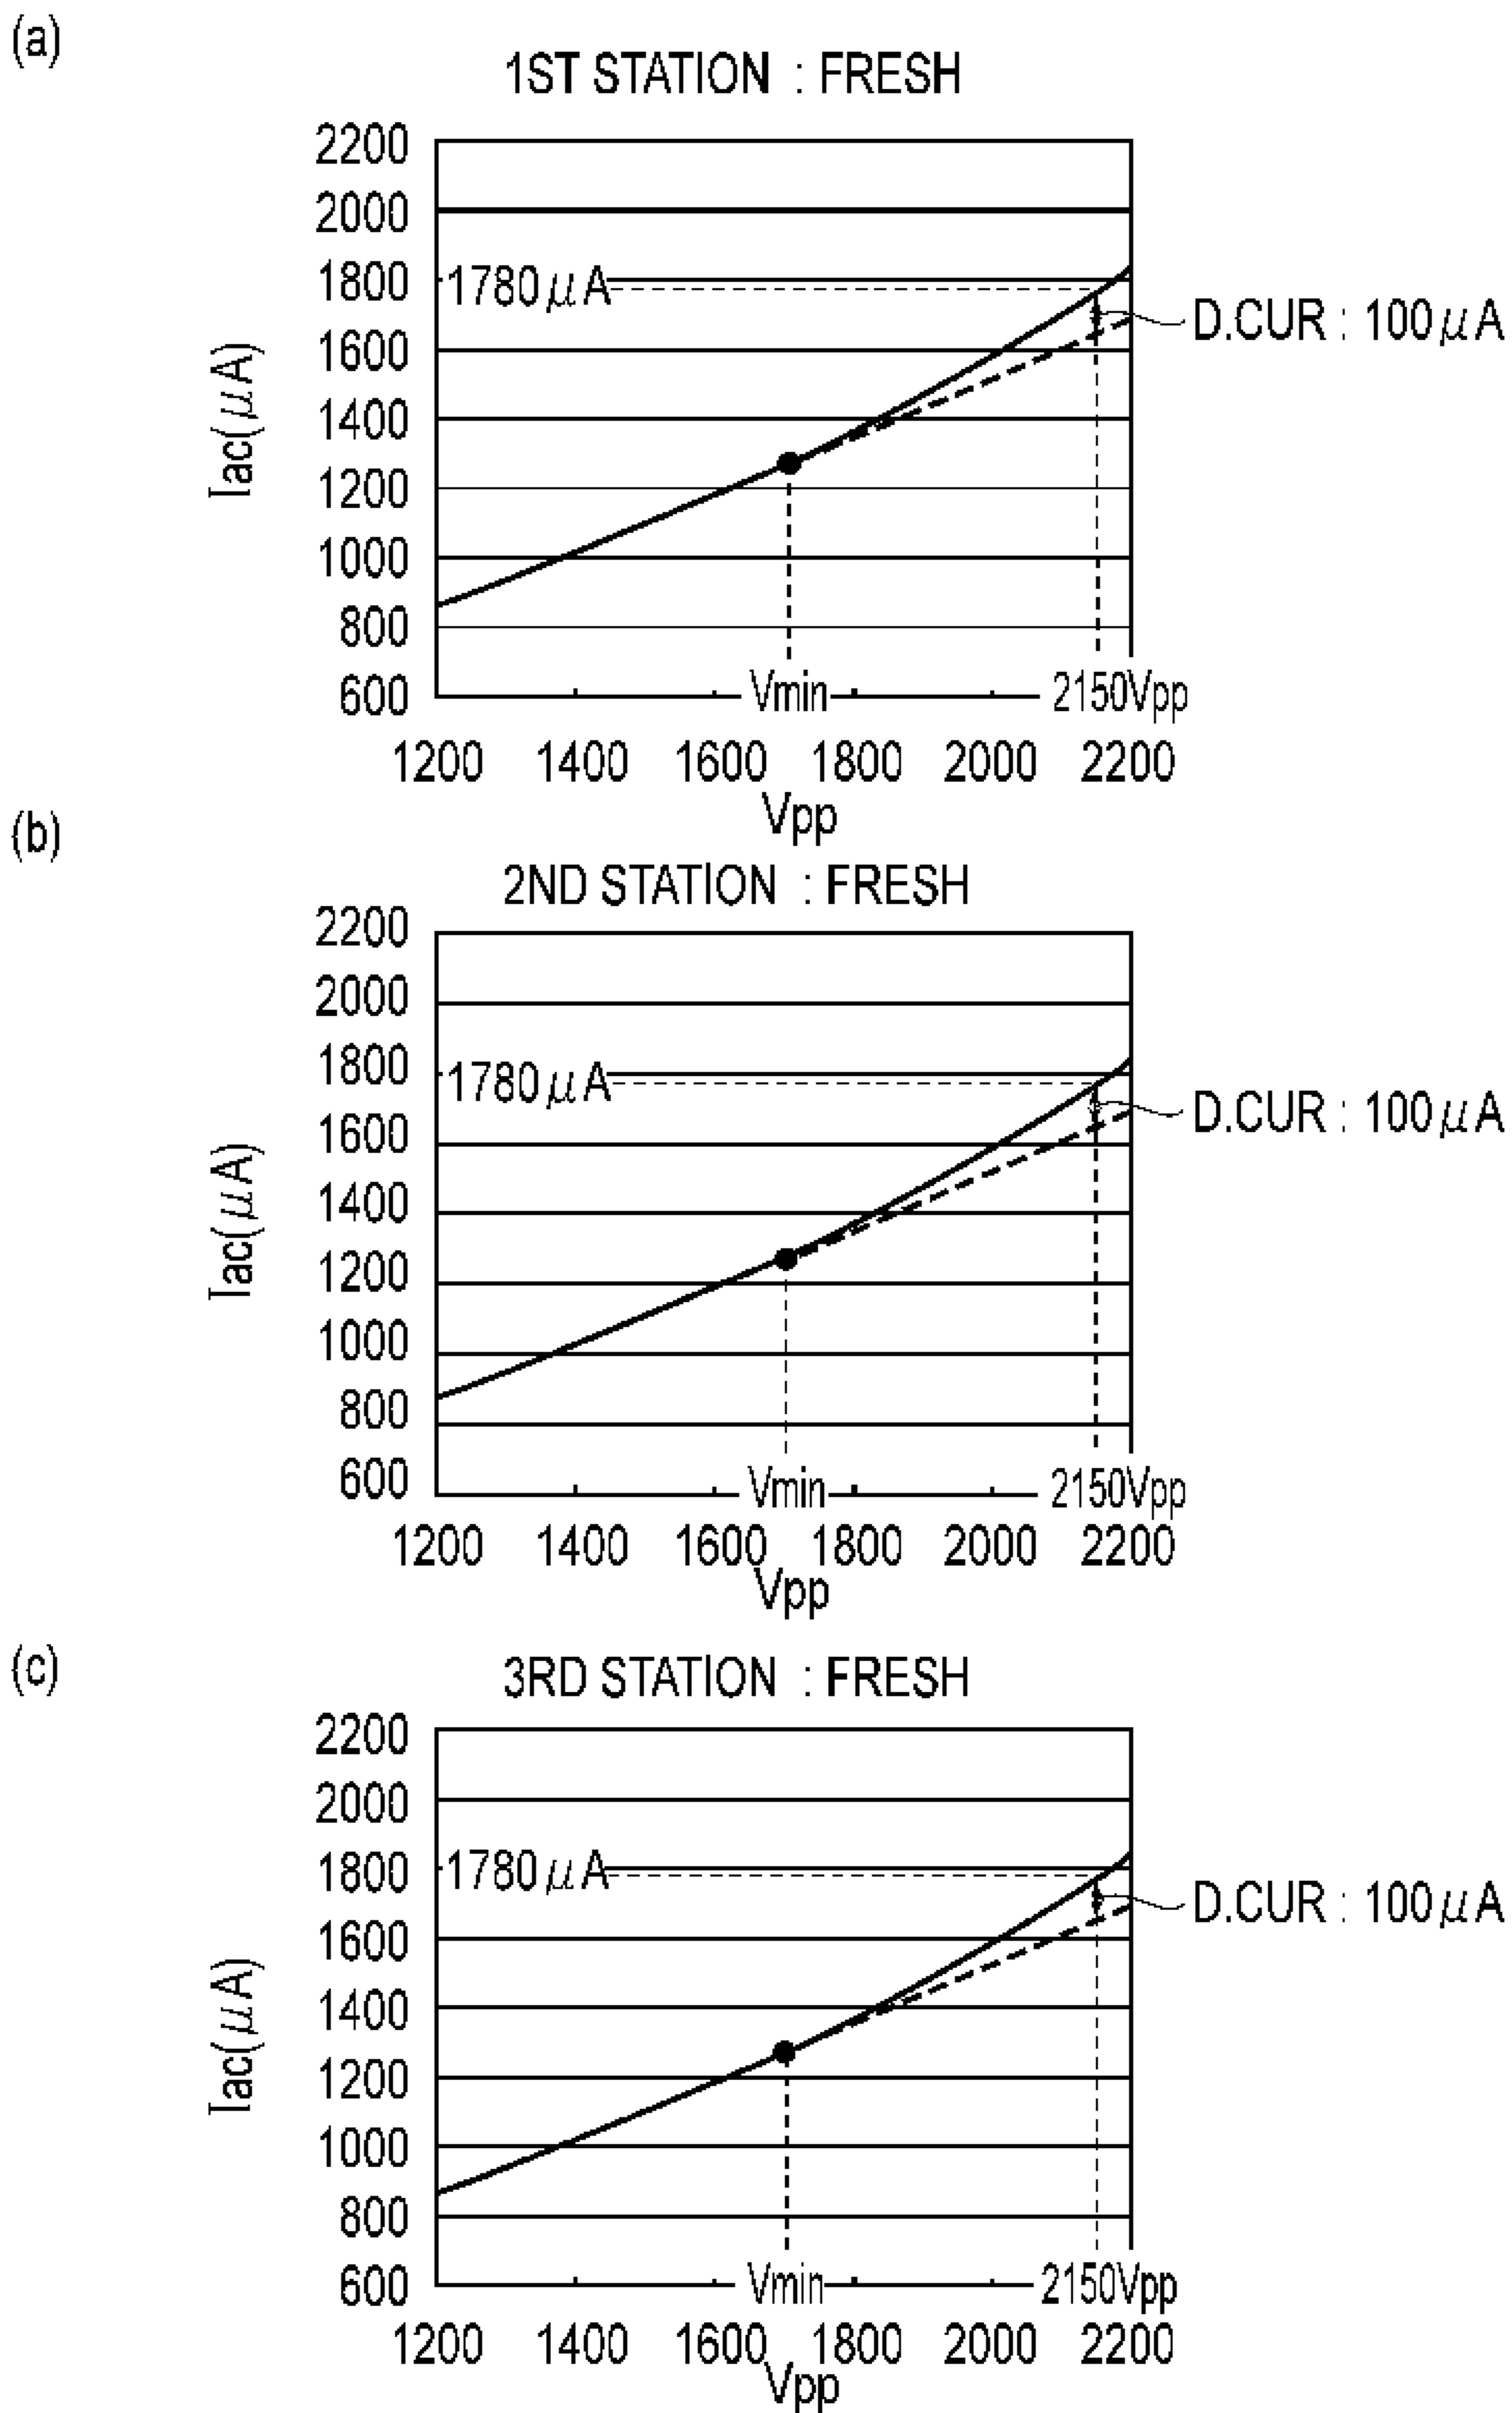 (a)
1ST STATION : FRESH
2200
2000
1800
1600
1400
1200
1000
800
600
1780μA
D.CUR : 100μA
Iac(μA)
Vmin
2150Vpp
1200 1400 1600 1800 2000 2200
Vpp
(b)
2ND STATION : FRESH
2200
2000
1800
1600
1400
1200
1000
800
600
1780μA
D.CUR : 100μA
Iac(μA)
Vmin
2150Vpp
1200 1400 1600 1800 2000 2200
Vpp
(c)
3RD STATION : FRESH
2200
2000
1800
1600
1400
1200
1000
800
600
1780μA
D.CUR : 100μA
Iac(μA)
Vmin
2150Vpp
1200 1400 1600 1800 2000 2200
Vpp